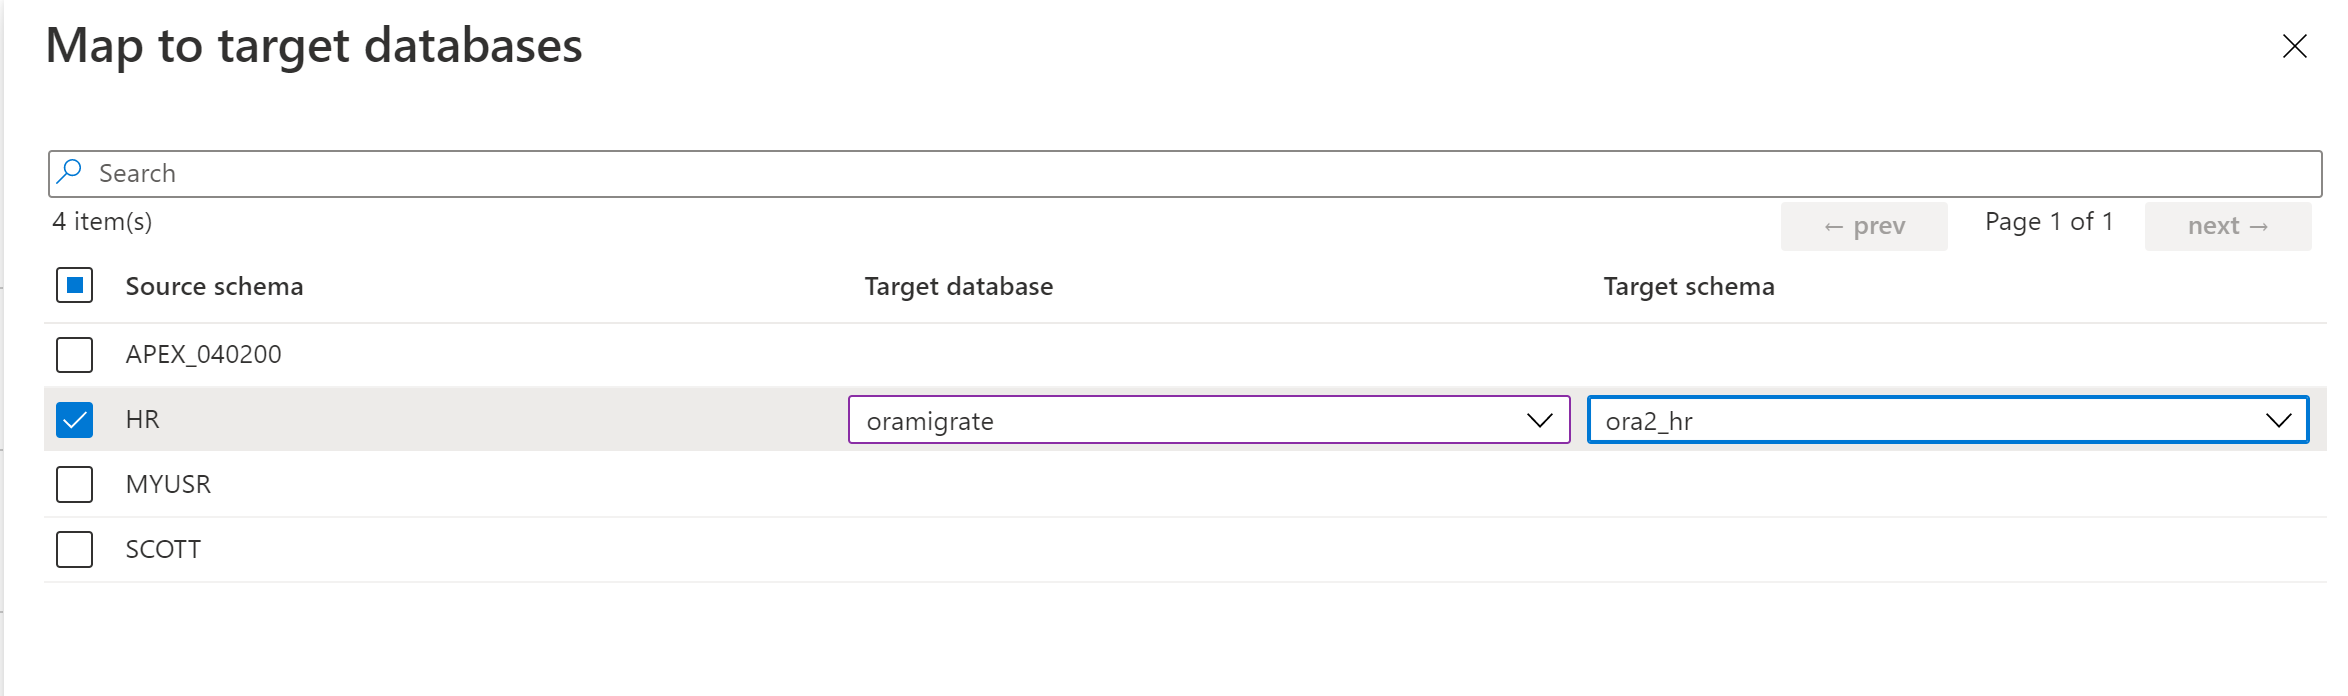 Map to target databases
Search
4 item(s)
← prev Page 1 of 1 next →
Source schema Target database Target schema
APEX_040200
HR oramigrate ora2_hr
MYUSR
SCOTT